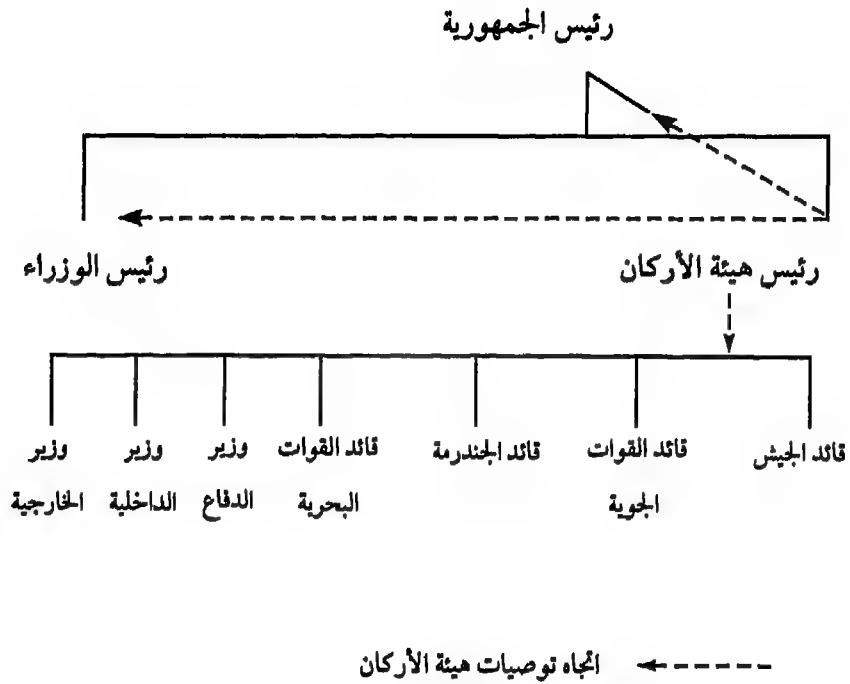 رئيس الجمهورية
رئيس هيئة الأركان رئيس الوزراء
قائد الجيش قائد القوات قائد الجندرمة قائد القوات وزير وزير وزير
الجوية البحرية الدفاع الداخلية الخارجية
اتجاه توصيات هيئة الأركان